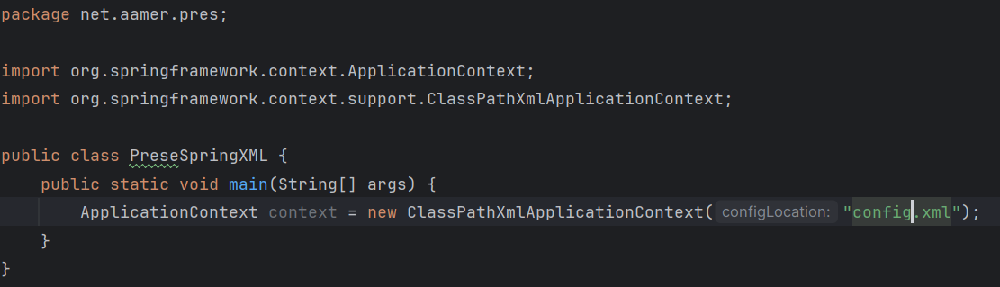 package net.aamer.pres;
import org.springframework.context.ApplicationContext;
import org.springframework.context.support.ClassPathXmlApplicationContext;
public class PreseSpringXML {
public static void main(String[] args) {
ApplicationContext context = new ClassPathXmlApplicationContext( configLocation: "config.xml");
}
}